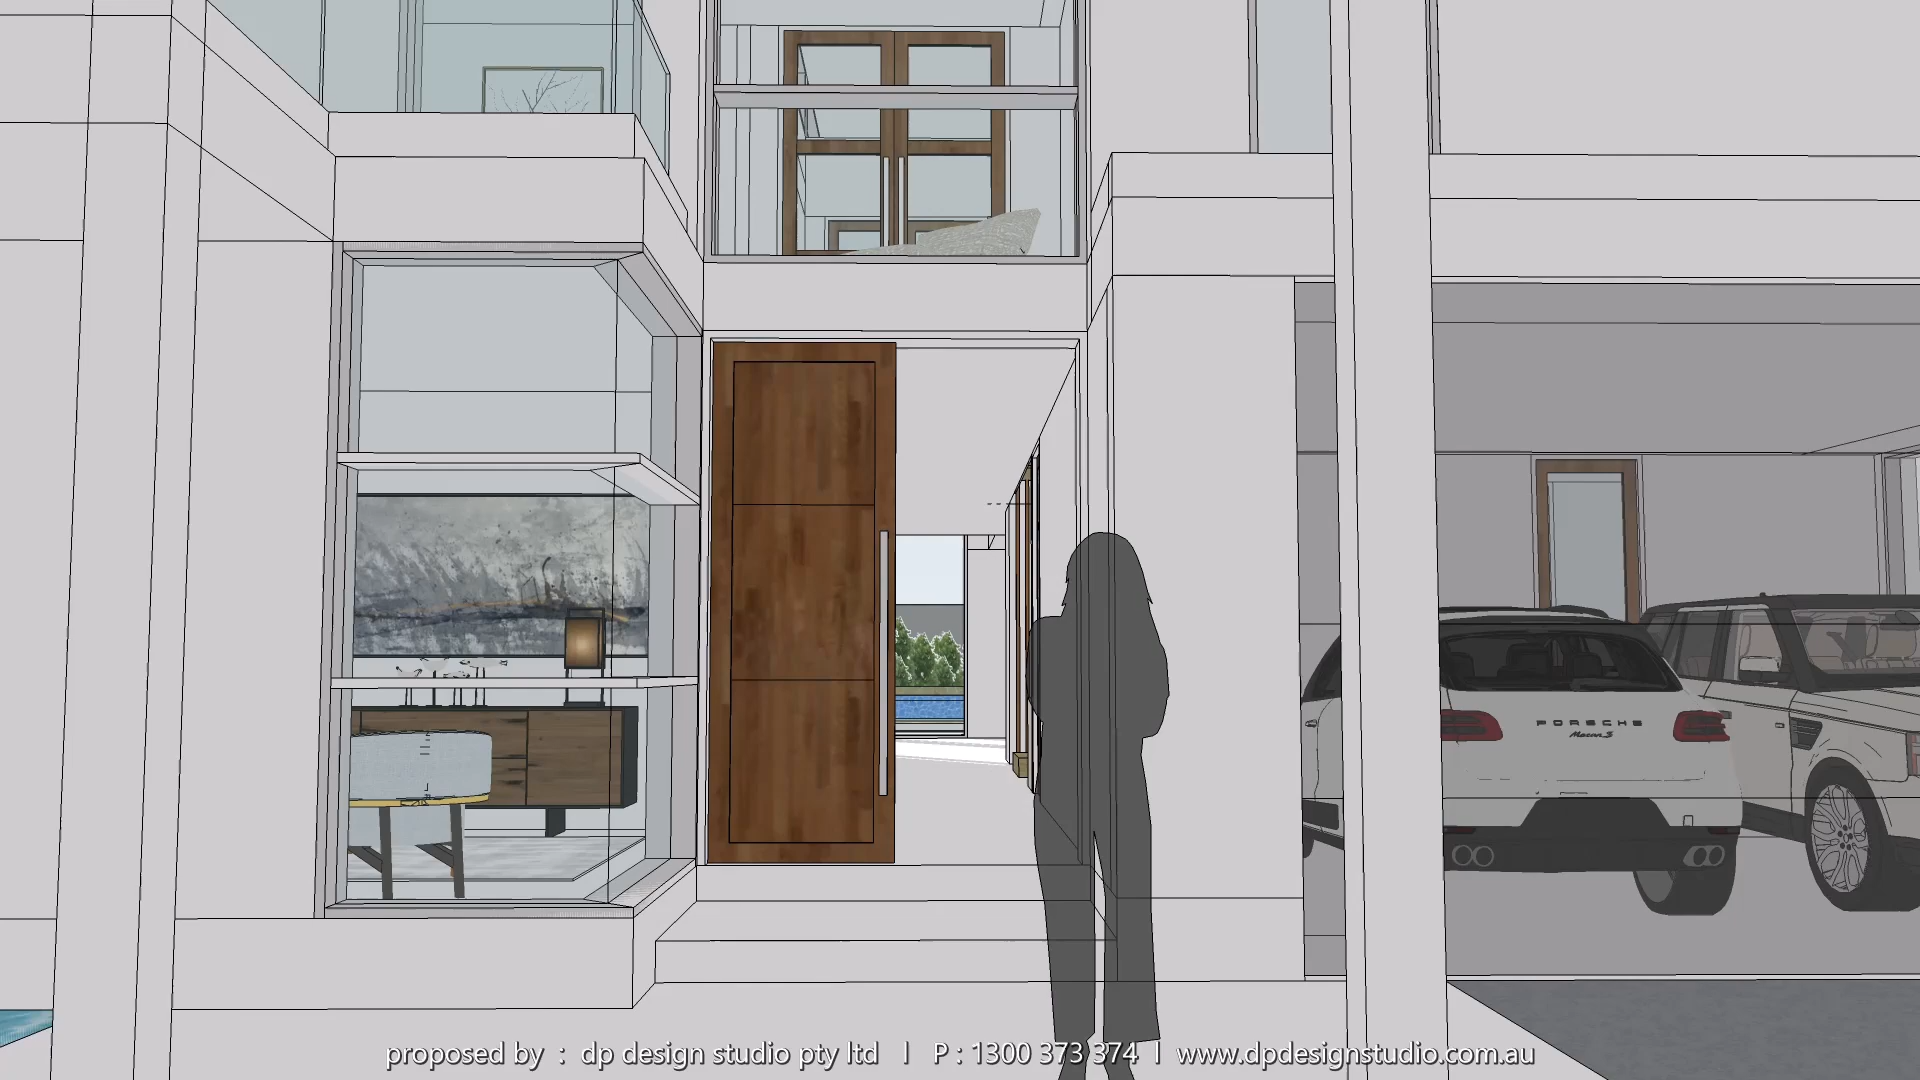 PORSCHE
Macan S
proposed by : dp design studio pty ltd l P : 1300 373 374 l www.dpdesignstudio.com.au